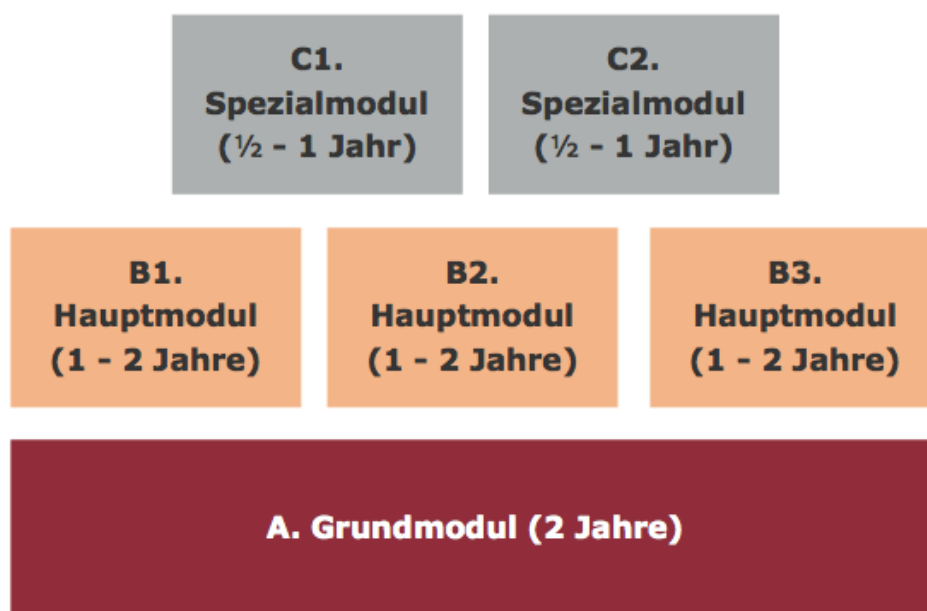 C1.
Spezialmodul
(½ - 1 Jahr)
C2.
Spezialmodul
(½ - 1 Jahr)
B1.
Hauptmodul
(1 - 2 Jahre)
B2.
Hauptmodul
(1 - 2 Jahre)
B3.
Hauptmodul
(1 - 2 Jahre)
A. Grundmodul (2 Jahre)